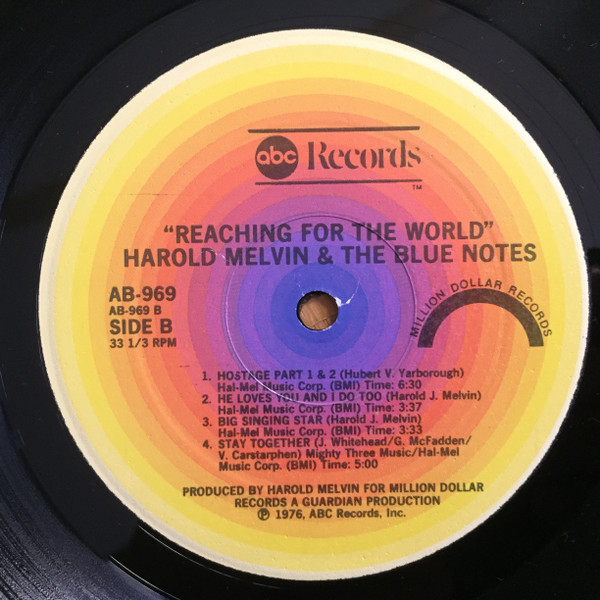 abc Records
TM
"REACHING FOR THE WORLD"
HAROLD MELVIN & THE BLUE NOTES
AB-969
AB-969 B
SIDE B
33 1/3 RPM
MILLION DOLLAR RECORDS
1. HOSTAGE PART 1 & 2 (Hubert V. Yarborough)
Hal-Mel Music Corp. (BMI) Time: 6:30
2. HE LOVES YOU AND I DO TOO (Harold J. Melvin)
Hal-Mel Music Corp. (BMI) Time: 3:37
3. BIG SINGING STAR (Harold J. Melvin)
Hal-Mel Music Corp. (BMI) Time: 3:33
4. STAY TOGETHER (J. Whitehead/G. McFadden/
V. Carstarphen) Mighty Three Music/Hal-Mel
Music Corp. (BMI) Time: 5:00
PRODUCED BY HAROLD MELVIN FOR MILLION DOLLAR
RECORDS A GUARDIAN PRODUCTION
℗ 1976, ABC Records, Inc.